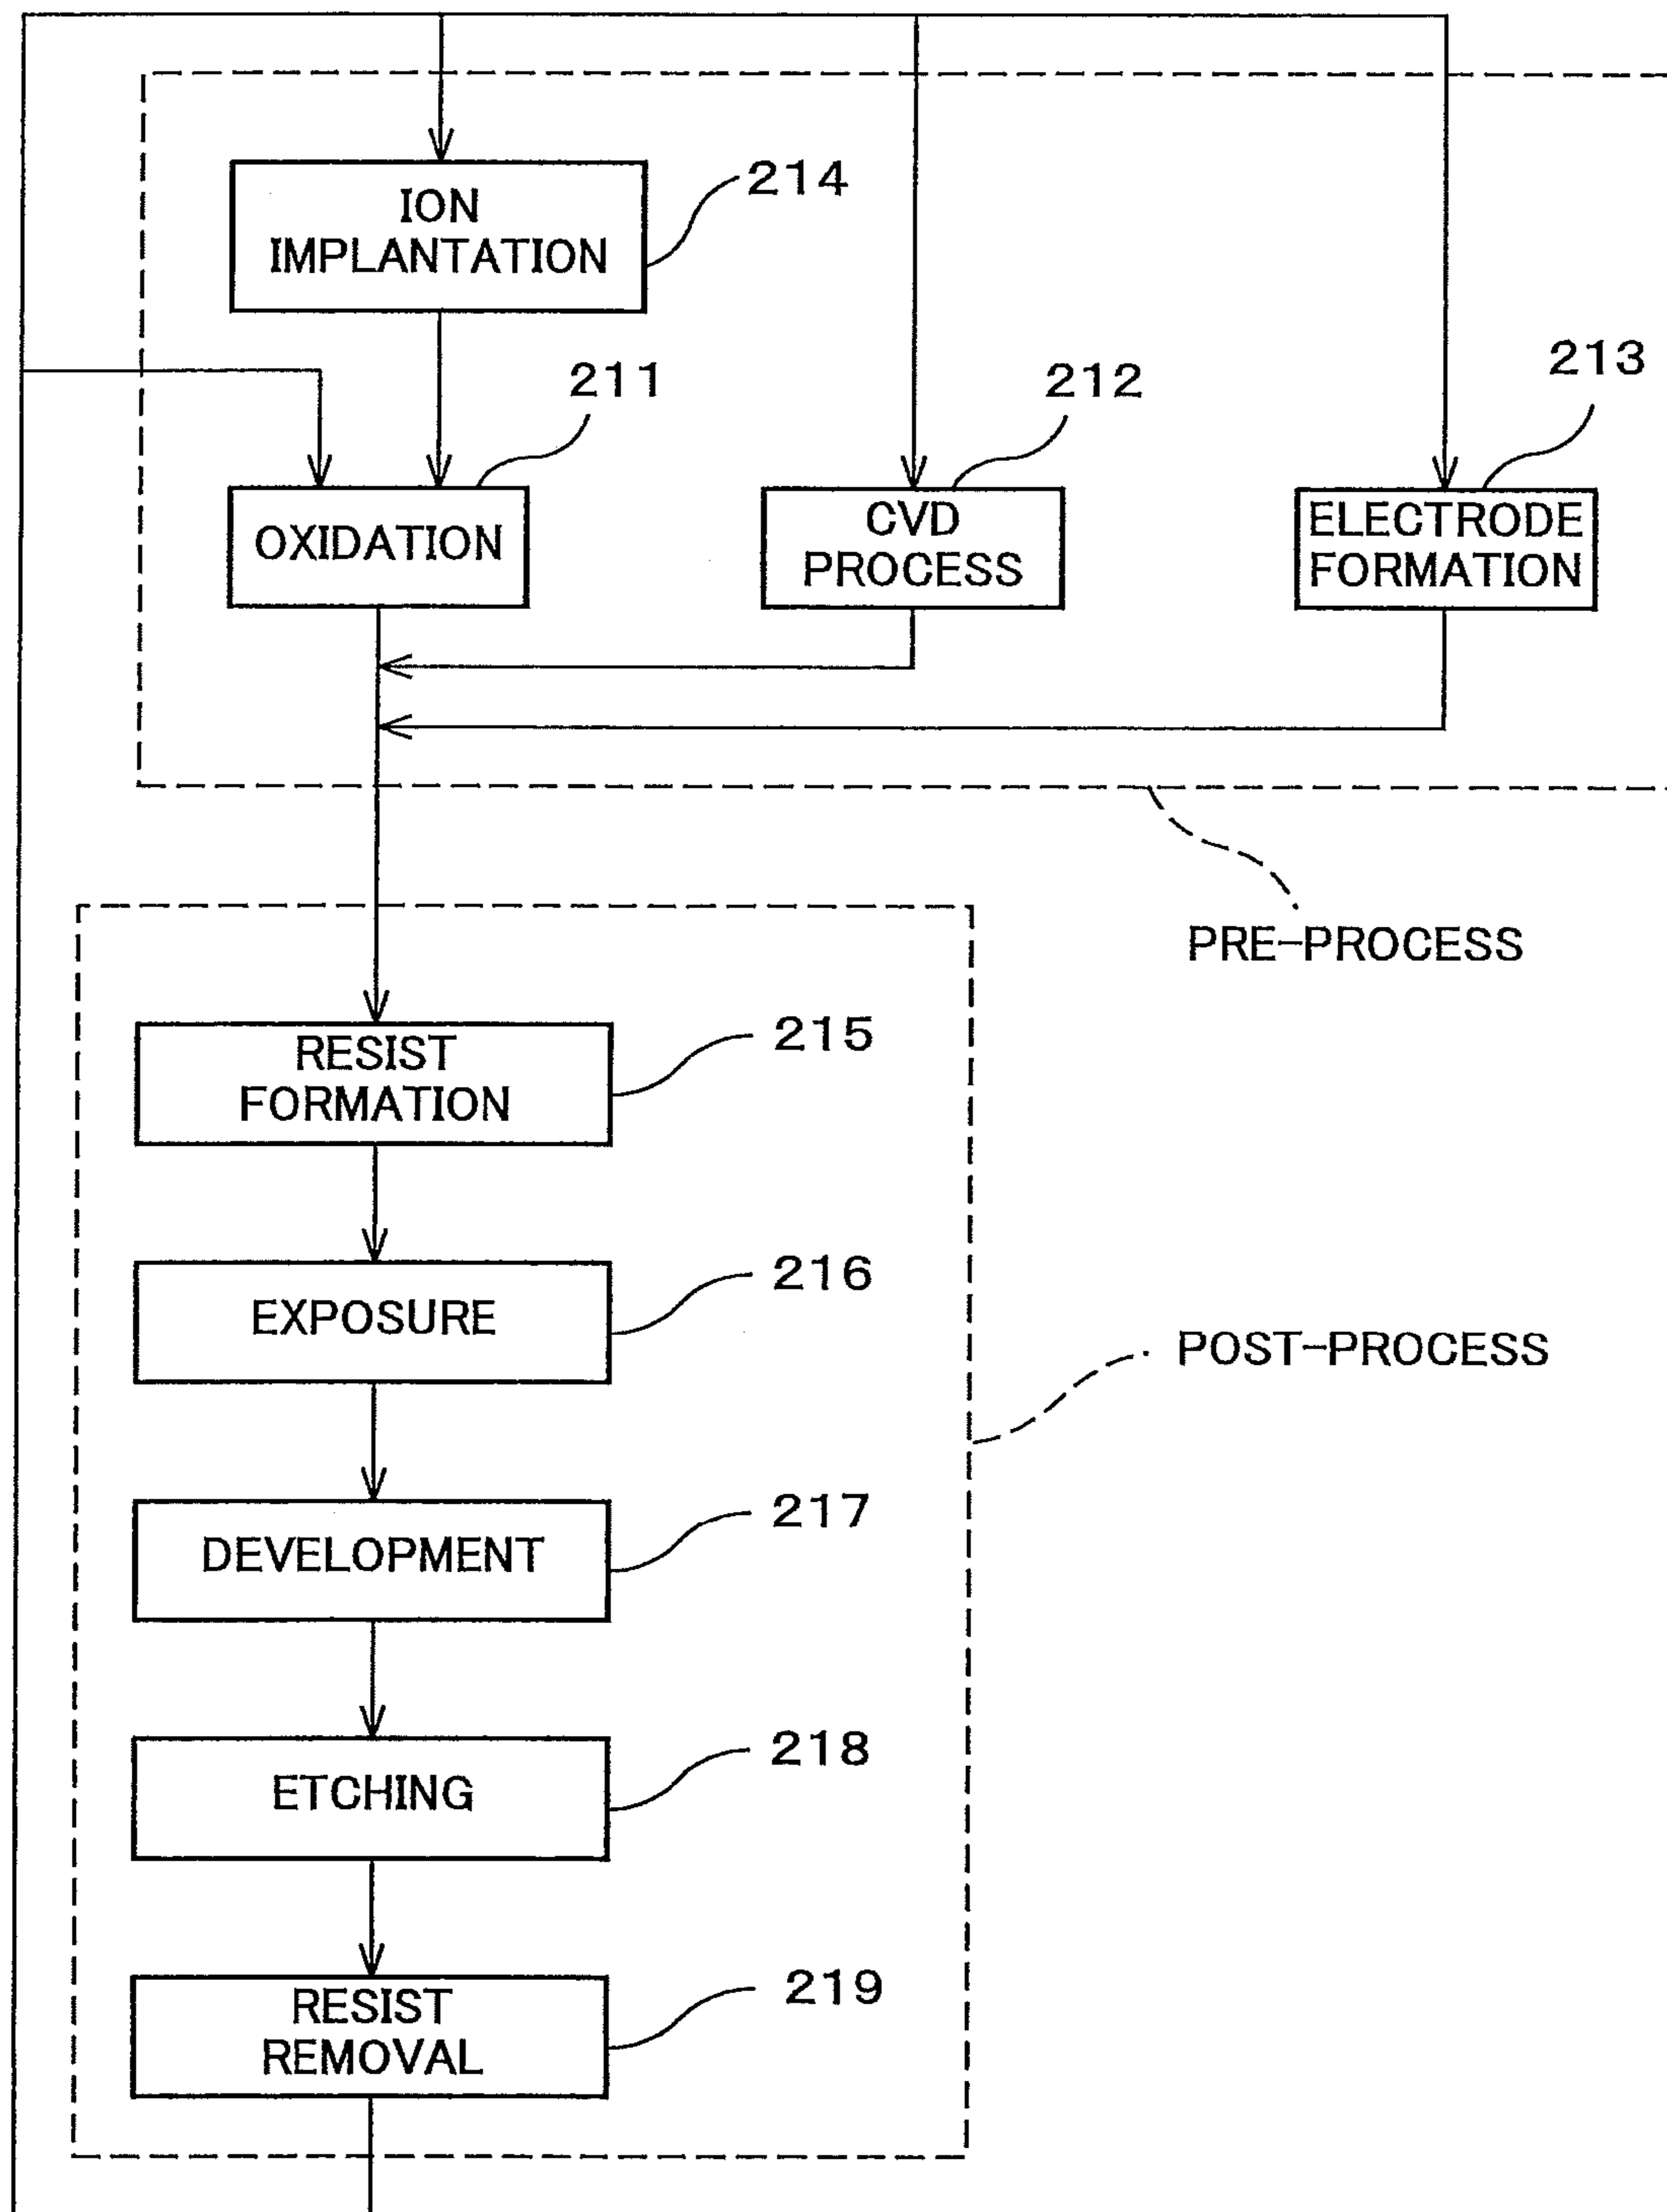 ION
IMPLANTATION
214
211
212
213
OXIDATION
CVD
PROCESS
ELECTRODE
FORMATION
PRE-PROCESS
RESIST
FORMATION
215
EXPOSURE
216
POST-PROCESS
DEVELOPMENT
217
ETCHING
218
RESIST
REMOVAL
219